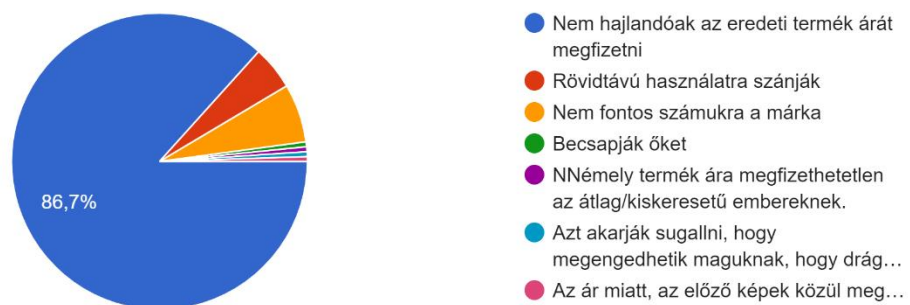 86,7%
Nem hajlandóak az eredeti termék árát
megfizetni
Rövidtávú használatra szánják
Nem fontos számukra a márka
Becsapják őket
NNémely termék ára megfizethetetlen
az átlag/kiskeresetű embereknek.
Azt akarják sugallni, hogy
megengedhetik maguknak, hogy drág…
Az ár miatt, az előző képek közül meg…